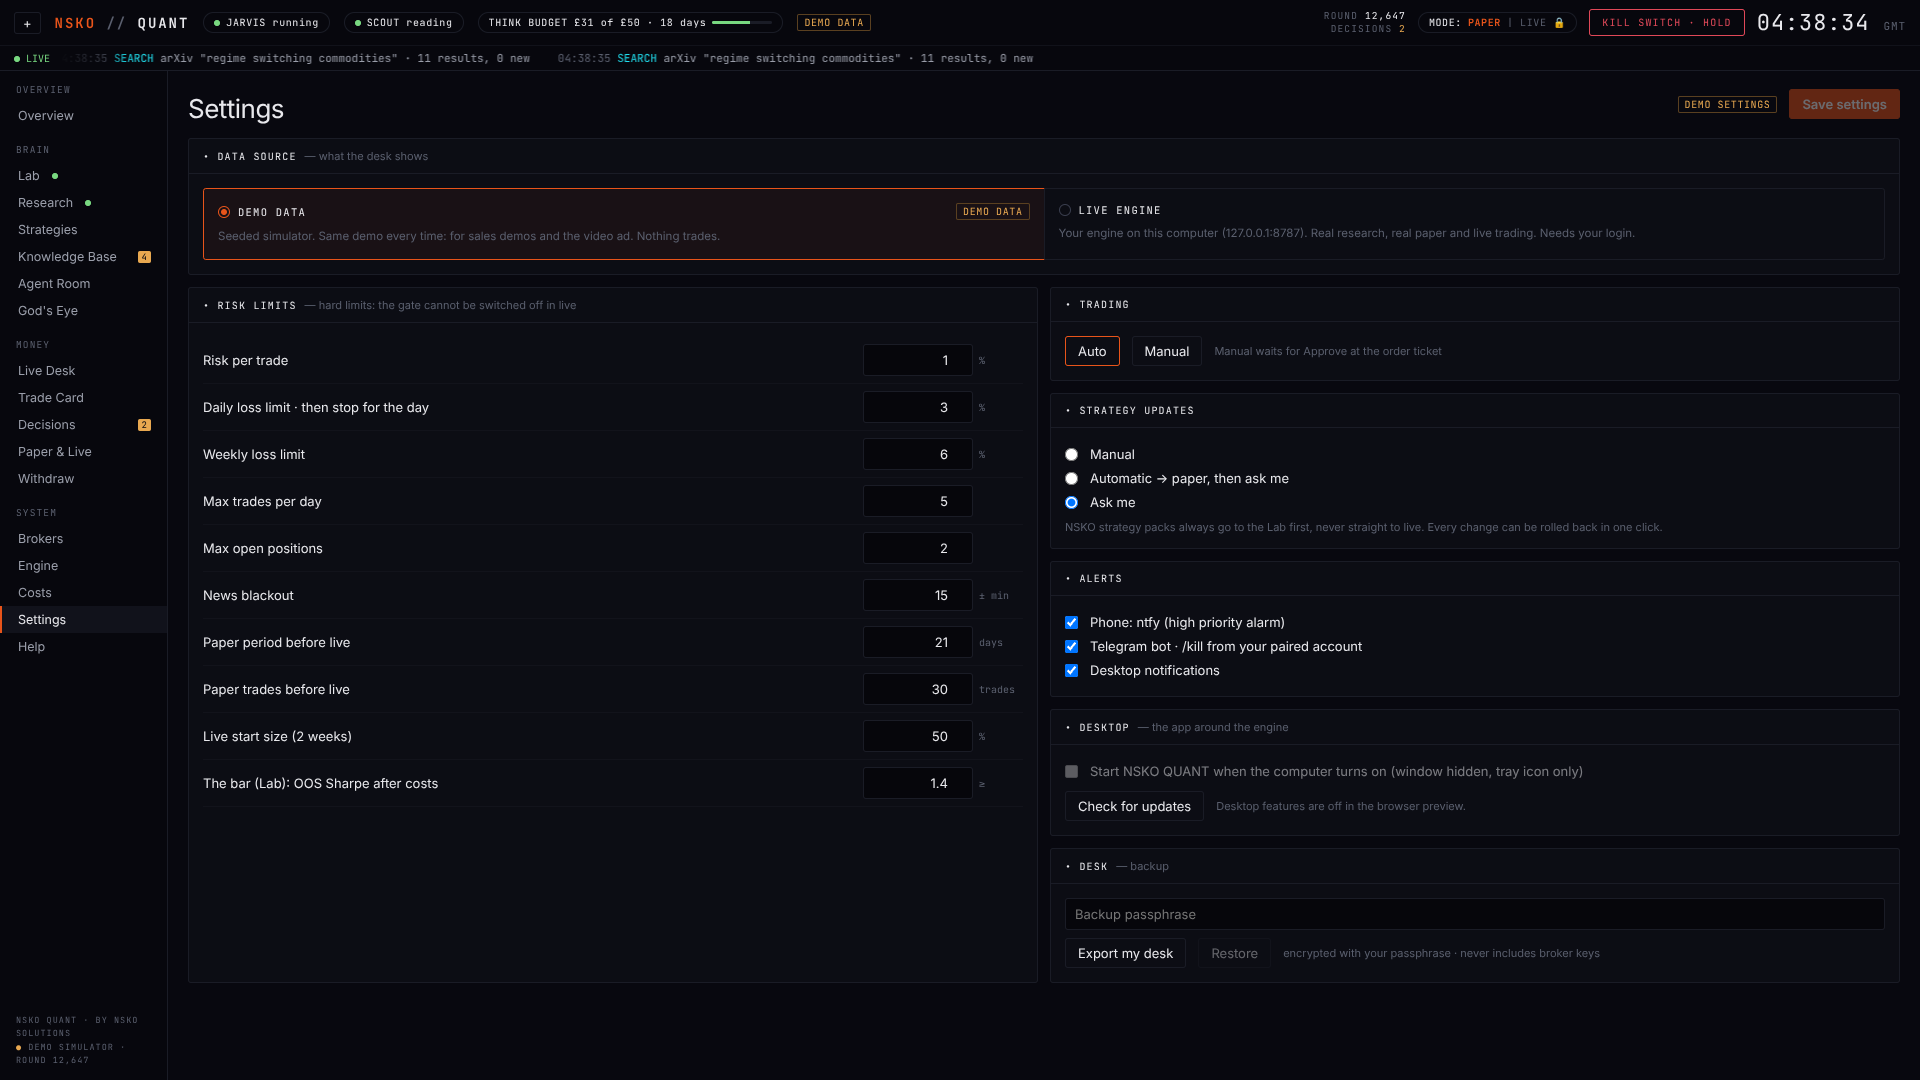 + NSKO // QUANT JARVIS running SCOUT reading THINK BUDGET £31 of £50 · 18 days DEMO DATA ROUND 12,647 DECISIONS 2 MODE: PAPER | LIVE KILL SWITCH · HOLD 04:38:34 GMT
LIVE :38:35 SEARCH arXiv "regime switching commodities" · 11 results, 0 new 04:38:35 SEARCH arXiv "regime switching commodities" · 11 results, 0 new
OVERVIEW
Overview
BRAIN
Lab
Research
Strategies
Knowledge Base 4
Agent Room
God's Eye
MONEY
Live Desk
Trade Card
Decisions 2
Paper & Live
Withdraw
SYSTEM
Brokers
Engine
Costs
Settings
Help
NSKO QUANT · BY NSKO
SOLUTIONS
DEMO SIMULATOR ·
ROUND 12,647
Settings DEMO SETTINGS Save settings
· DATA SOURCE — what the desk shows
DEMO DATA DEMO DATA
Seeded simulator. Same demo every time: for sales demos and the video ad. Nothing trades.
LIVE ENGINE
Your engine on this computer (127.0.0.1:8787). Real research, real paper and live trading. Needs your login.
· RISK LIMITS — hard limits: the gate cannot be switched off in live
Risk per trade 1 %
Daily loss limit · then stop for the day 3 %
Weekly loss limit 6 %
Max trades per day 5
Max open positions 2
News blackout 15 ± min
Paper period before live 21 days
Paper trades before live 30 trades
Live start size (2 weeks) 50 %
The bar (Lab): OOS Sharpe after costs 1.4 ≥
· TRADING
Auto Manual Manual waits for Approve at the order ticket
· STRATEGY UPDATES
Manual
Automatic → paper, then ask me
Ask me
NSKO strategy packs always go to the Lab first, never straight to live. Every change can be rolled back in one click.
· ALERTS
Phone: ntfy (high priority alarm)
Telegram bot · /kill from your paired account
Desktop notifications
· DESKTOP — the app around the engine
Start NSKO QUANT when the computer turns on (window hidden, tray icon only)
Check for updates Desktop features are off in the browser preview.
· DESK — backup
Backup passphrase
Export my desk Restore encrypted with your passphrase · never includes broker keys